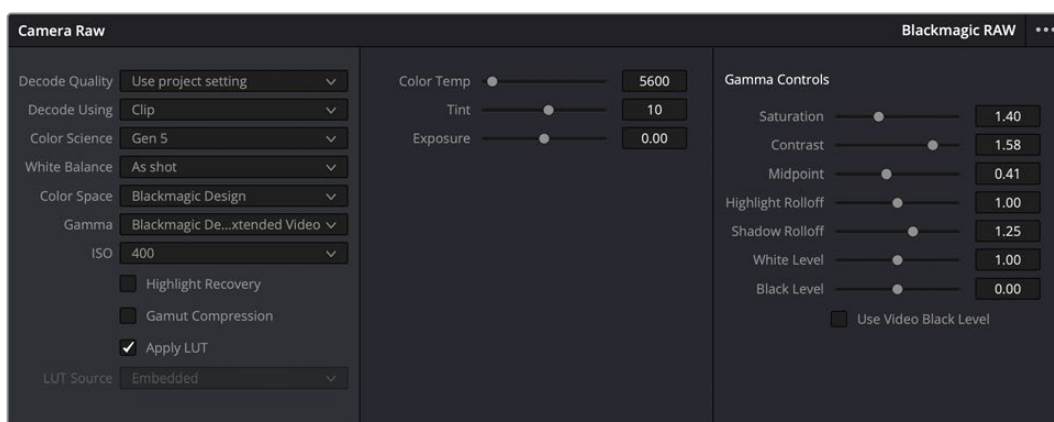 Camera Raw
Blackmagic RAW
Decode Quality Use project setting
Decode Using Clip
Color Science Gen 5
White Balance As shot
Color Space Blackmagic Design
Gamma Blackmagic De...xtended Video
ISO 400
Highlight Recovery
Gamut Compression
Apply LUT
LUT Source Embedded
Color Temp 5600
Tint 10
Exposure 0.00
Gamma Controls
Saturation 1.40
Contrast 1.58
Midpoint 0.41
Highlight Rolloff 1.00
Shadow Rolloff 1.25
White Level 1.00
Black Level 0.00
Use Video Black Level